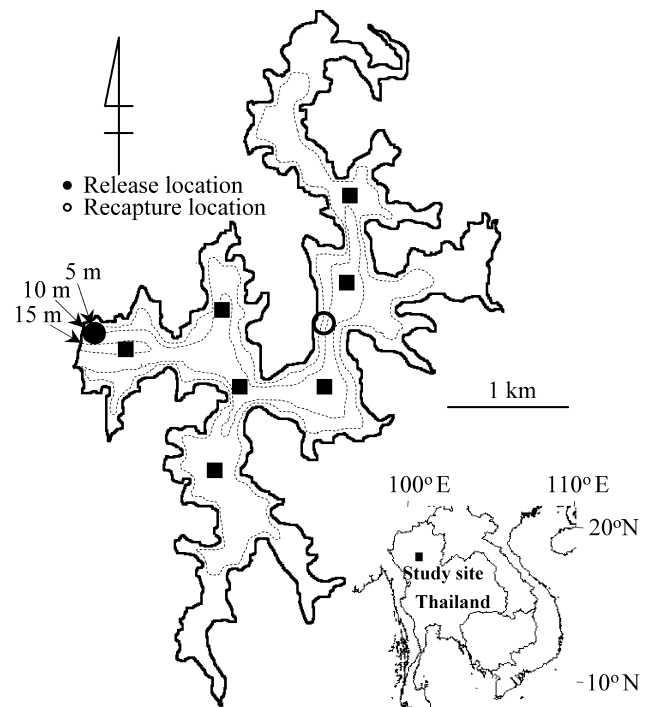 Release location
Recapture location
5 m
10 m
15 m
1 km
100°E 110°E
20°N
Study site
Thailand
10°N